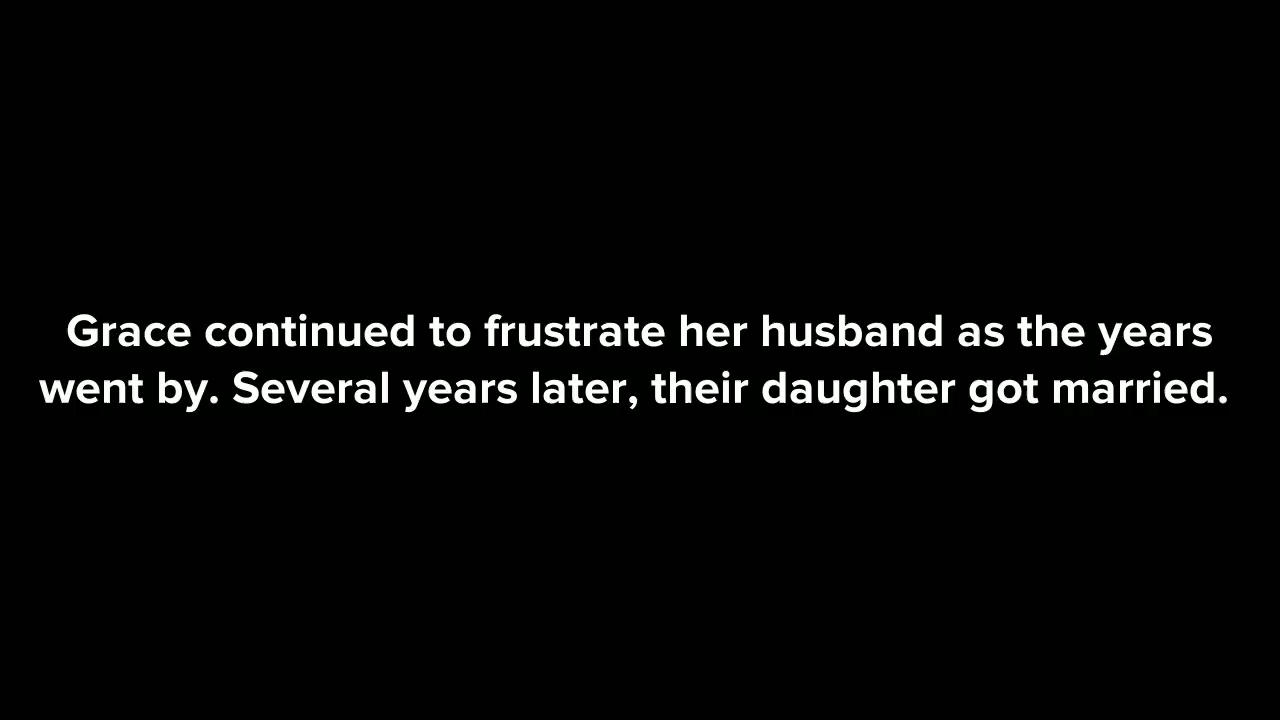 Grace continued to frustrate her husband as the years
went by. Several years later, their daughter got married.